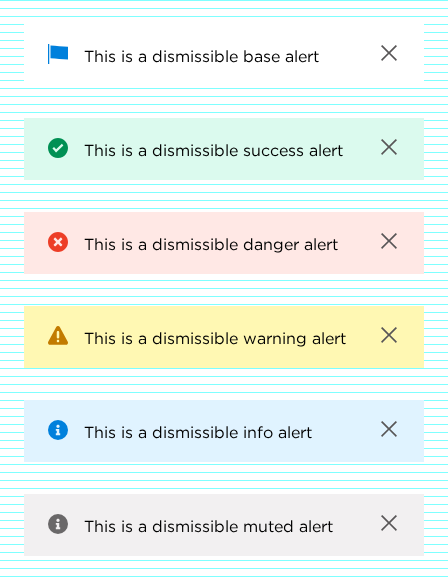 This is a dismissible base alert
This is a dismissible success alert
This is a dismissible danger alert
This is a dismissible warning alert
This is a dismissible info alert
This is a dismissible muted alert